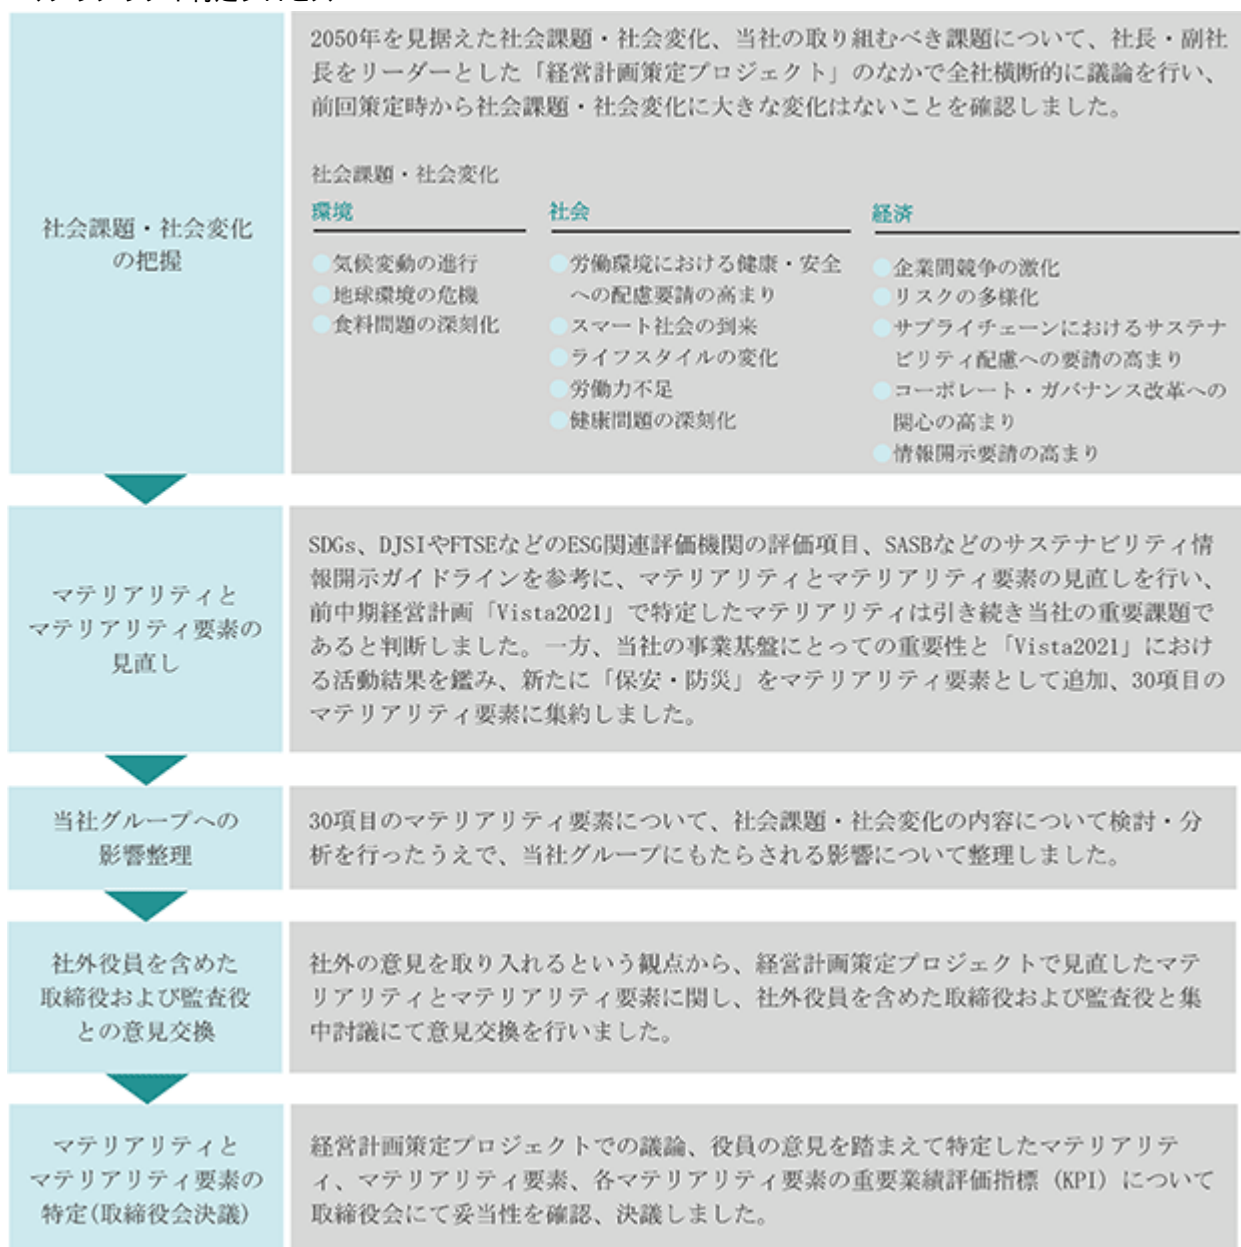 社会課題・社会変化
の把握
2050年を見据えた社会課題・社会変化、当社の取り組むべき課題について、社長・副社
長をリーダーとした「経営計画策定プロジェクト」のなかで全社横断的に議論を行い、
前回策定時から社会課題・社会変化に大きな変化はないことを確認しました。
社会課題・社会変化
環境
気候変動の進行
地球環境の危機
食料問題の深刻化
社会
労働環境における健康・安全
への配慮要請の高まり
スマート社会の到来
ライフスタイルの変化
労働力不足
健康問題の深刻化
経済
企業間競争の激化
リスクの多様化
サプライチェーンにおけるサステナ
ビリティ配慮への要請の高まり
コーポレート・ガバナンス改革への
関心の高まり
情報開示要請の高まり
マテリアリティと
マテリアリティ要素の
見直し
SDGs、DJSIやFTSEなどのESG関連評価機関の評価項目、SASBなどのサステナビリティ情
報開示ガイドラインを参考に、マテリアリティとマテリアリティ要素の見直しを行い、
前中期経営計画「Vista2021」で特定したマテリアリティは引き続き当社の重要課題で
あると判断しました。一方、当社の事業基盤にとっての重要性と「Vista2021」におけ
る活動結果を鑑み、新たに「保安・防災」をマテリアリティ要素として追加、30項目の
マテリアリティ要素に集約しました。
当社グループへの
影響整理
30項目のマテリアリティ要素について、社会課題・社会変化の内容について検討・分
析を行ったうえで、当社グループにもたらされる影響について整理しました。
社外役員を含めた
取締役および監査役
との意見交換
社外の意見を取り入れるという観点から、経営計画策定プロジェクトで見直したマテ
リアリティとマテリアリティ要素に関し、社外役員を含めた取締役および監査役と集
中討議にて意見交換を行いました。
マテリアリティと
マテリアリティ要素の
特定(取締役会決議)
経営計画策定プロジェクトでの議論、役員の意見を踏まえて特定したマテリアリテ
ィ、マテリアリティ要素、各マテリアリティ要素の重要業績評価指標（KPI）について
取締役会にて妥当性を確認、決議しました。